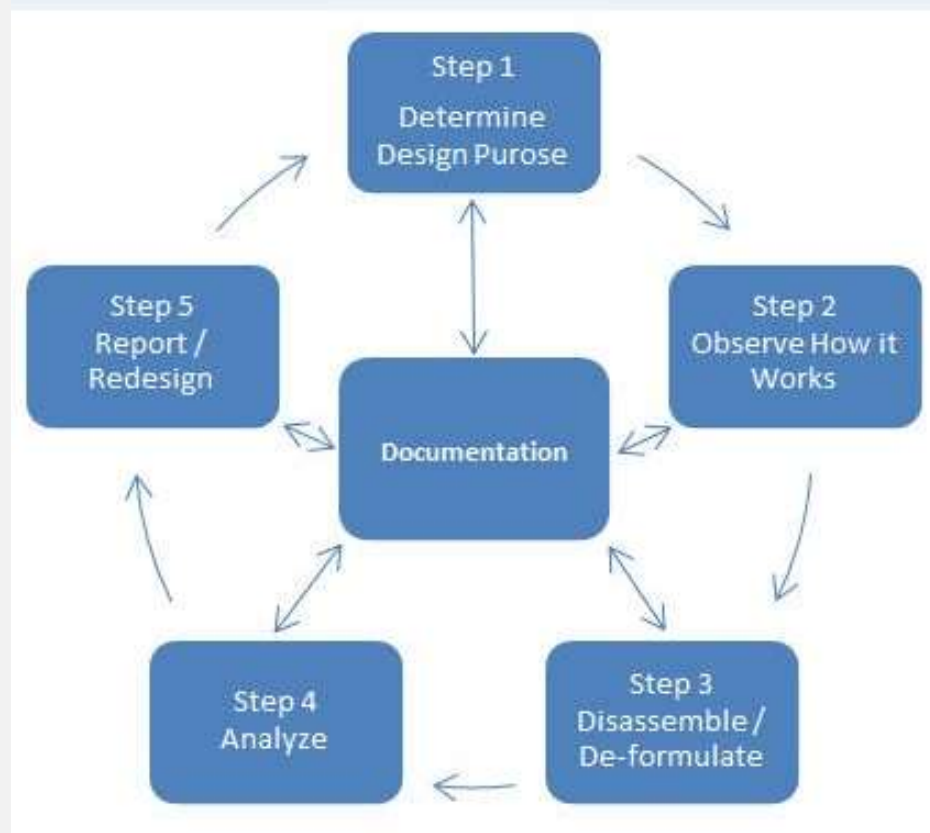 Step 1
Determine
Design Purose
Step 5
Report /
Redesign
Step 2
Observe How it
Works
Documentation
Step 4
Analyze
Step 3
Disassemble /
De-formulate